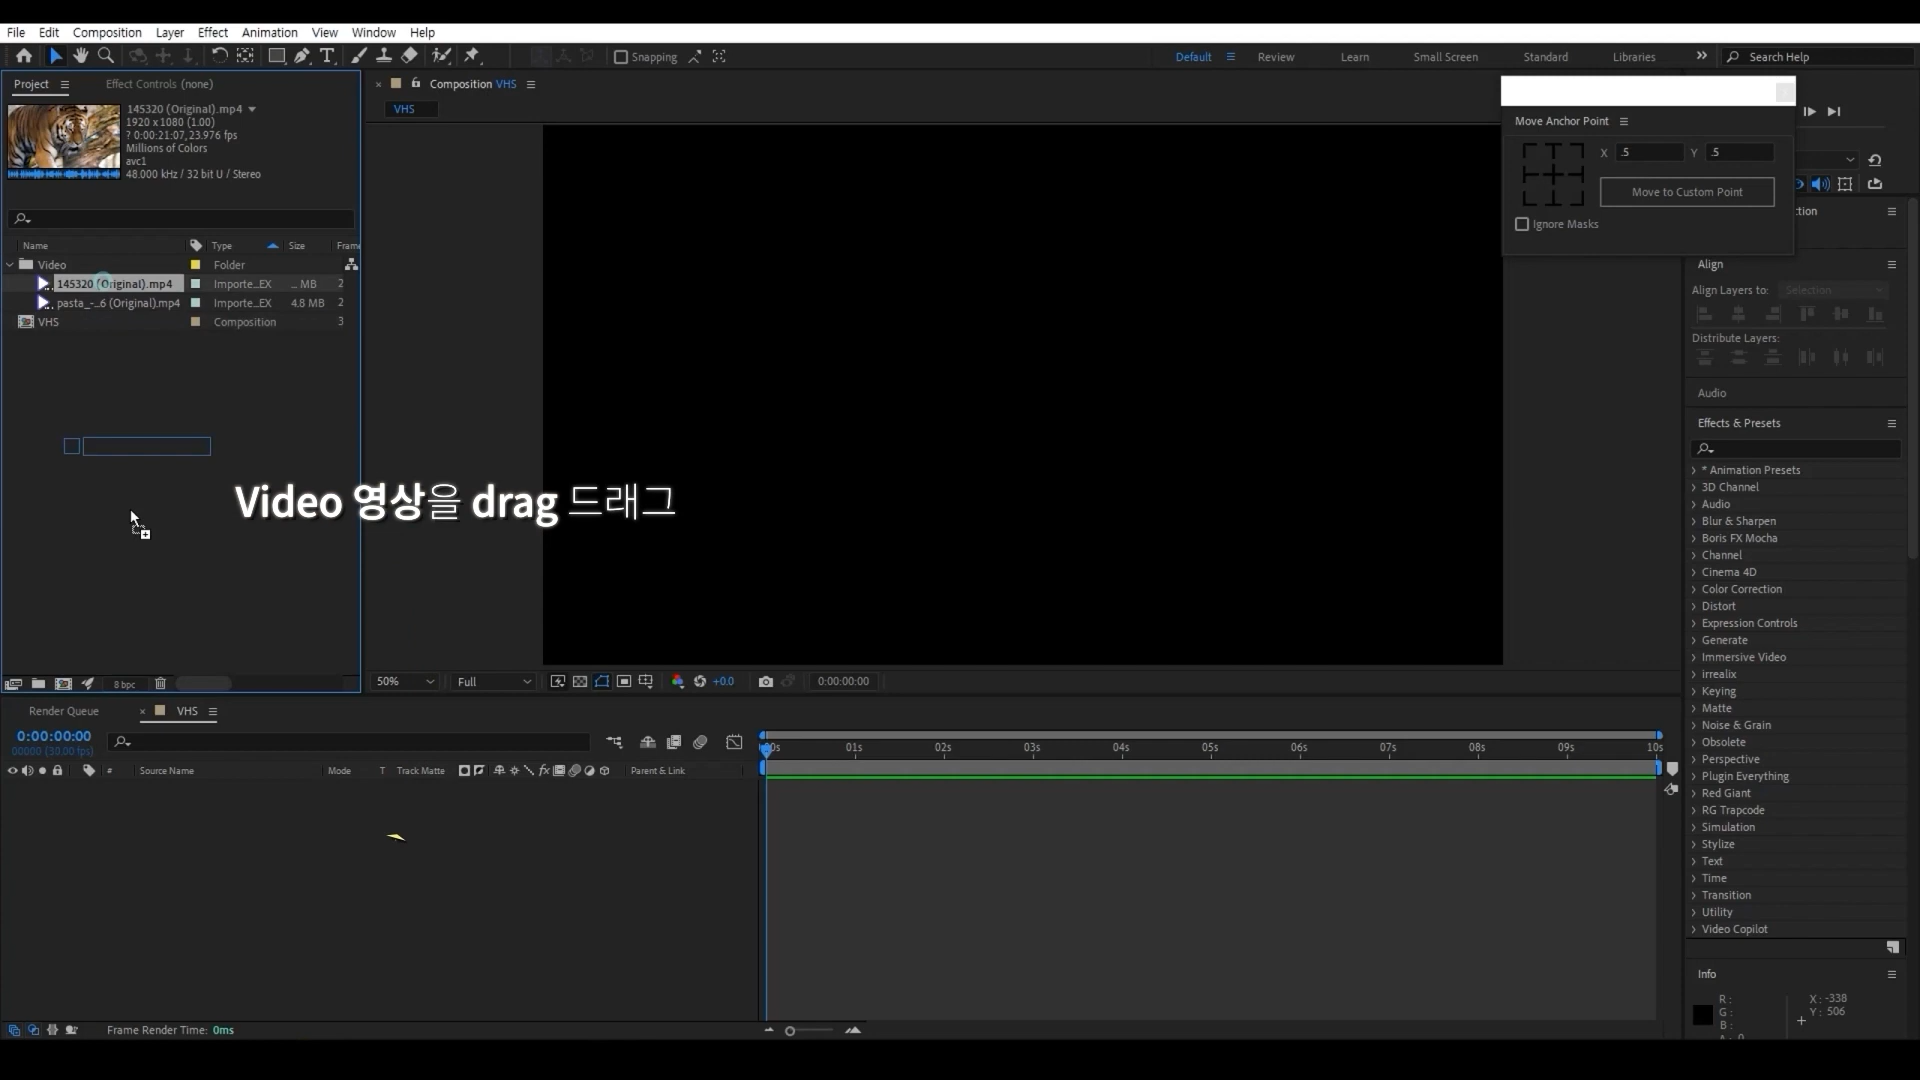 File Edit Composition Layer Effect Animation View Window Help
Snapping
Default Review Learn Small Screen Standard Libraries Search Help
Project Effect Controls (none)
145320 (Original).mp4
1920 x 1080 (1.00)
? 0:00:21:07, 23.976 fps
Millions of Colors
avc1
48.000 kHz / 32 bit U / Stereo
Name Type Size Frame
Video Folder
145320 (Original).mp4 Importe...EX ... MB 2
pasta_-...6 (Original).mp4 Importe...EX 4.8 MB 2
VHS Composition 3
8 bpc
Composition VHS
VHS
Video 영상을 drag 드래그
50% Full +0.0 0:00:00:00
Move Anchor Point
X .5 Y .5
Move to Custom Point
Ignore Masks
Align
Align Layers to: Selection
Distribute Layers:
Audio
Effects & Presets
* Animation Presets
3D Channel
Audio
Blur & Sharpen
Boris FX Mocha
Channel
Cinema 4D
Color Correction
Distort
Expression Controls
Generate
Immersive Video
irrealix
Keying
Matte
Noise & Grain
Obsolete
Perspective
Plugin Everything
Red Giant
RG Trapcode
Simulation
Stylize
Text
Time
Transition
Utility
Video Copilot
Info
R :
G :
B :
A : 0
X : -338
Y : 506
Render Queue VHS
0:00:00:00
00000 (30.00 fps)
# Source Name Mode T Track Matte fx Parent & Link
01s 02s 03s 04s 05s 06s 07s 08s 09s 10s
Frame Render Time: 0ms